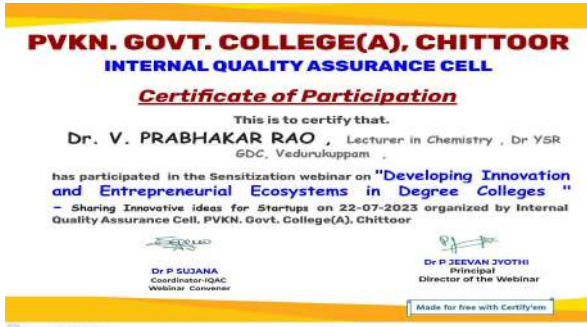 PVKN. GOVT. COLLEGE(A), CHITTOOR
INTERNAL QUALITY ASSURANCE CELL
Certificate of Participation
This is to certify that.
Dr. V. PRABHAKAR RAO , Lecturer in Chemistry , Dr YSR
GDC, Vedurukuppam .
has participated in the Sensitization webinar on "Developing Innovation
and Entrepreneurial Ecosystems in Degree Colleges "
– Sharing Innovative ideas for Startups on 22-07-2023 organized by Internal
Quality Assurance Cell, PVKN. Govt. College(A), Chittoor
Dr P SUJANA
Coordinator-IQAC
Webinar Convener
Dr P JEEVAN JYOTHI
Principal
Director of the Webinar
Made for free with Certify'em